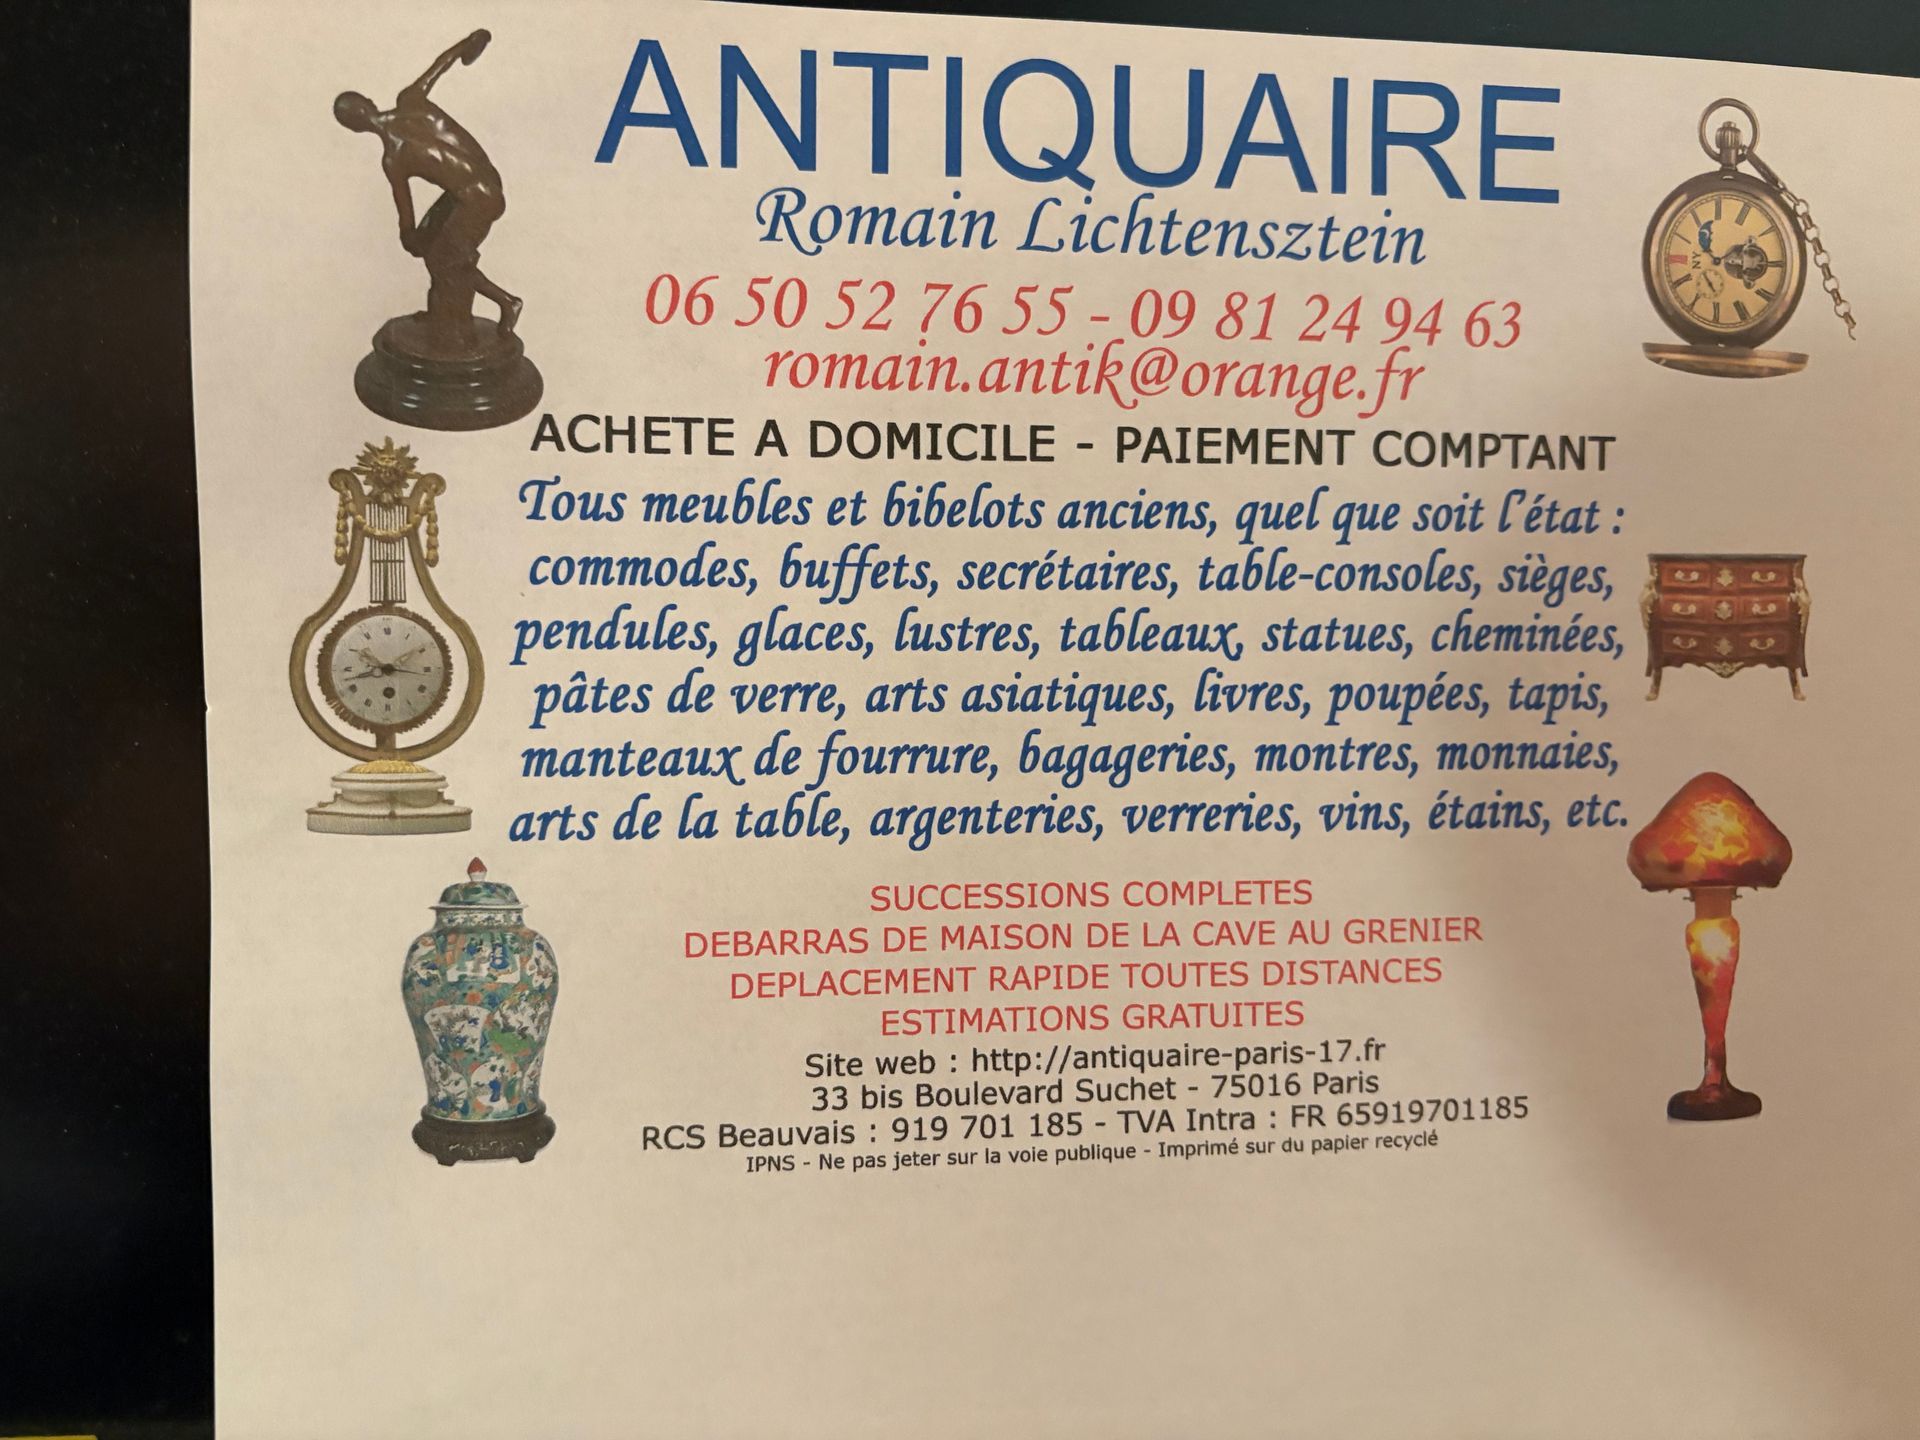 ANTIQUAIRE
Romain Lichtensztein
06 50 52 76 55 - 09 81 24 94 63
romain.antik@orange.fr
ACHETE A DOMICILE - PAIEMENT COMPTANT
Tous meubles et bibelots anciens, quel que soit l'état :
commodes, buffets, secrétaires, table-consoles, sièges,
pendules, glaces, lustres, tableaux, statues, cheminées,
pâtes de verre, arts asiatiques, livres, poupées, tapis,
manteaux de fourrure, bagageries, montres, monnaies,
arts de la table, argenteries, verreries, vins, étains, etc.
SUCCESSIONS COMPLETES
DEBARRAS DE MAISON DE LA CAVE AU GRENIER
DEPLACEMENT RAPIDE TOUTES DISTANCES
ESTIMATIONS GRATUITES
Site web : http://antiquaire-paris-17.fr
33 bis Boulevard Suchet - 75016 Paris
RCS Beauvais : 919 701 185 - TVA Intra : FR 65919701185
IPNS - Ne pas jeter sur la voie publique - Imprimé sur du papier recyclé